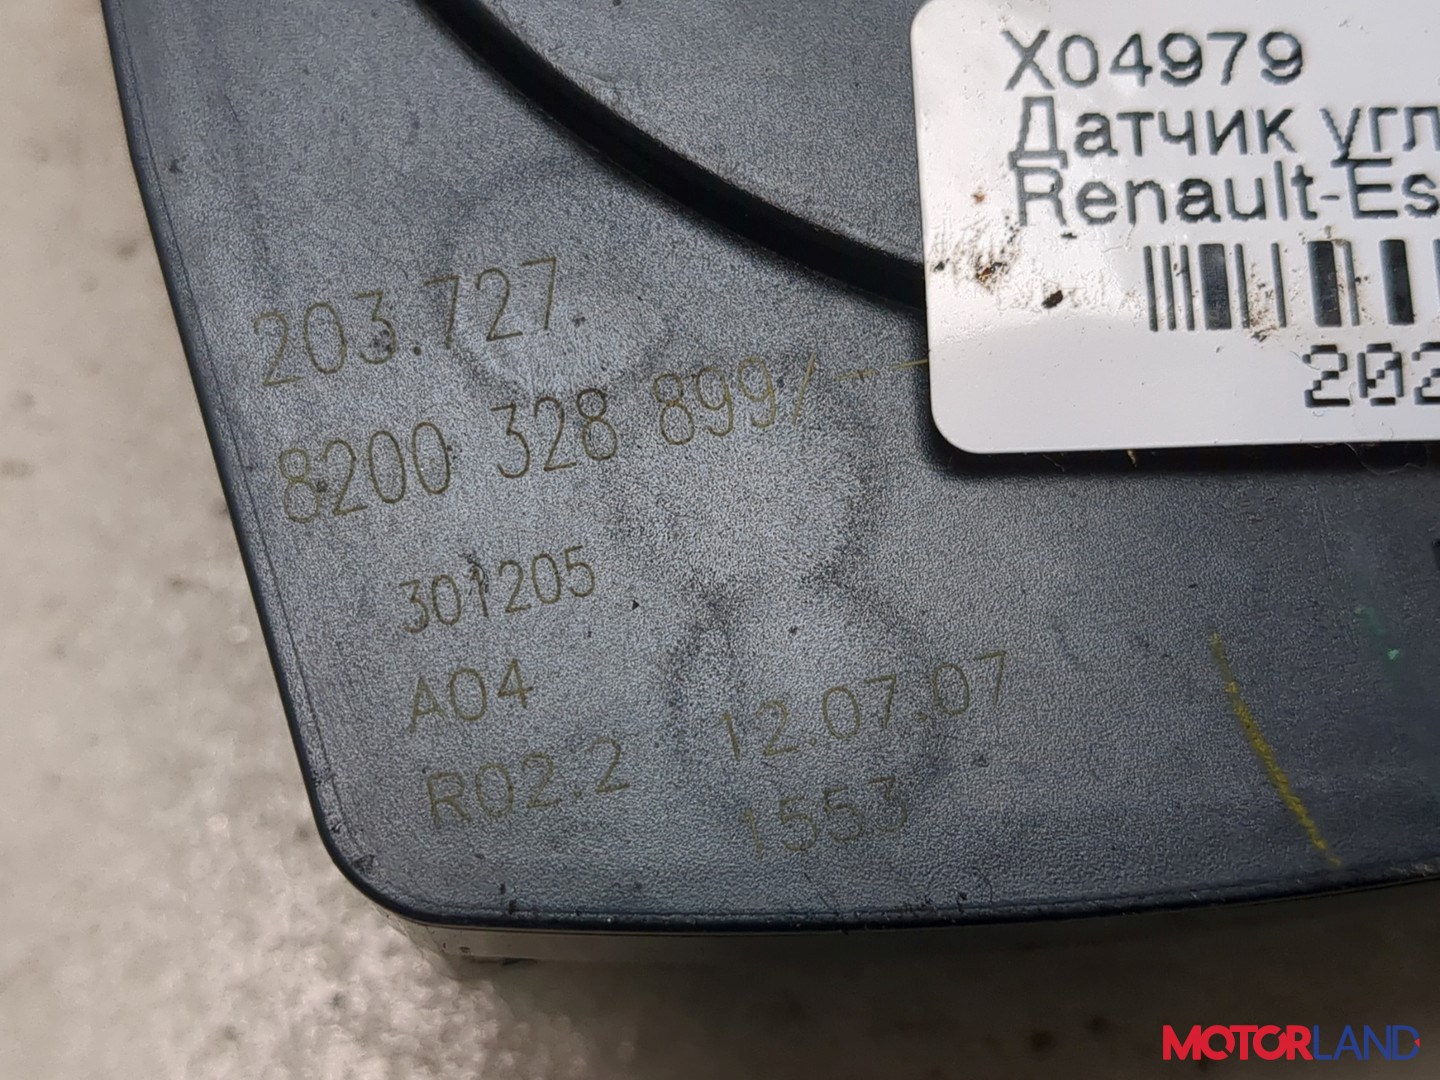 X04979
Датчик угл
Renault-Es
202
203.727
8200 328 899/---
301205
A04
R02.2 12.07.07
1553
MOTORLAND